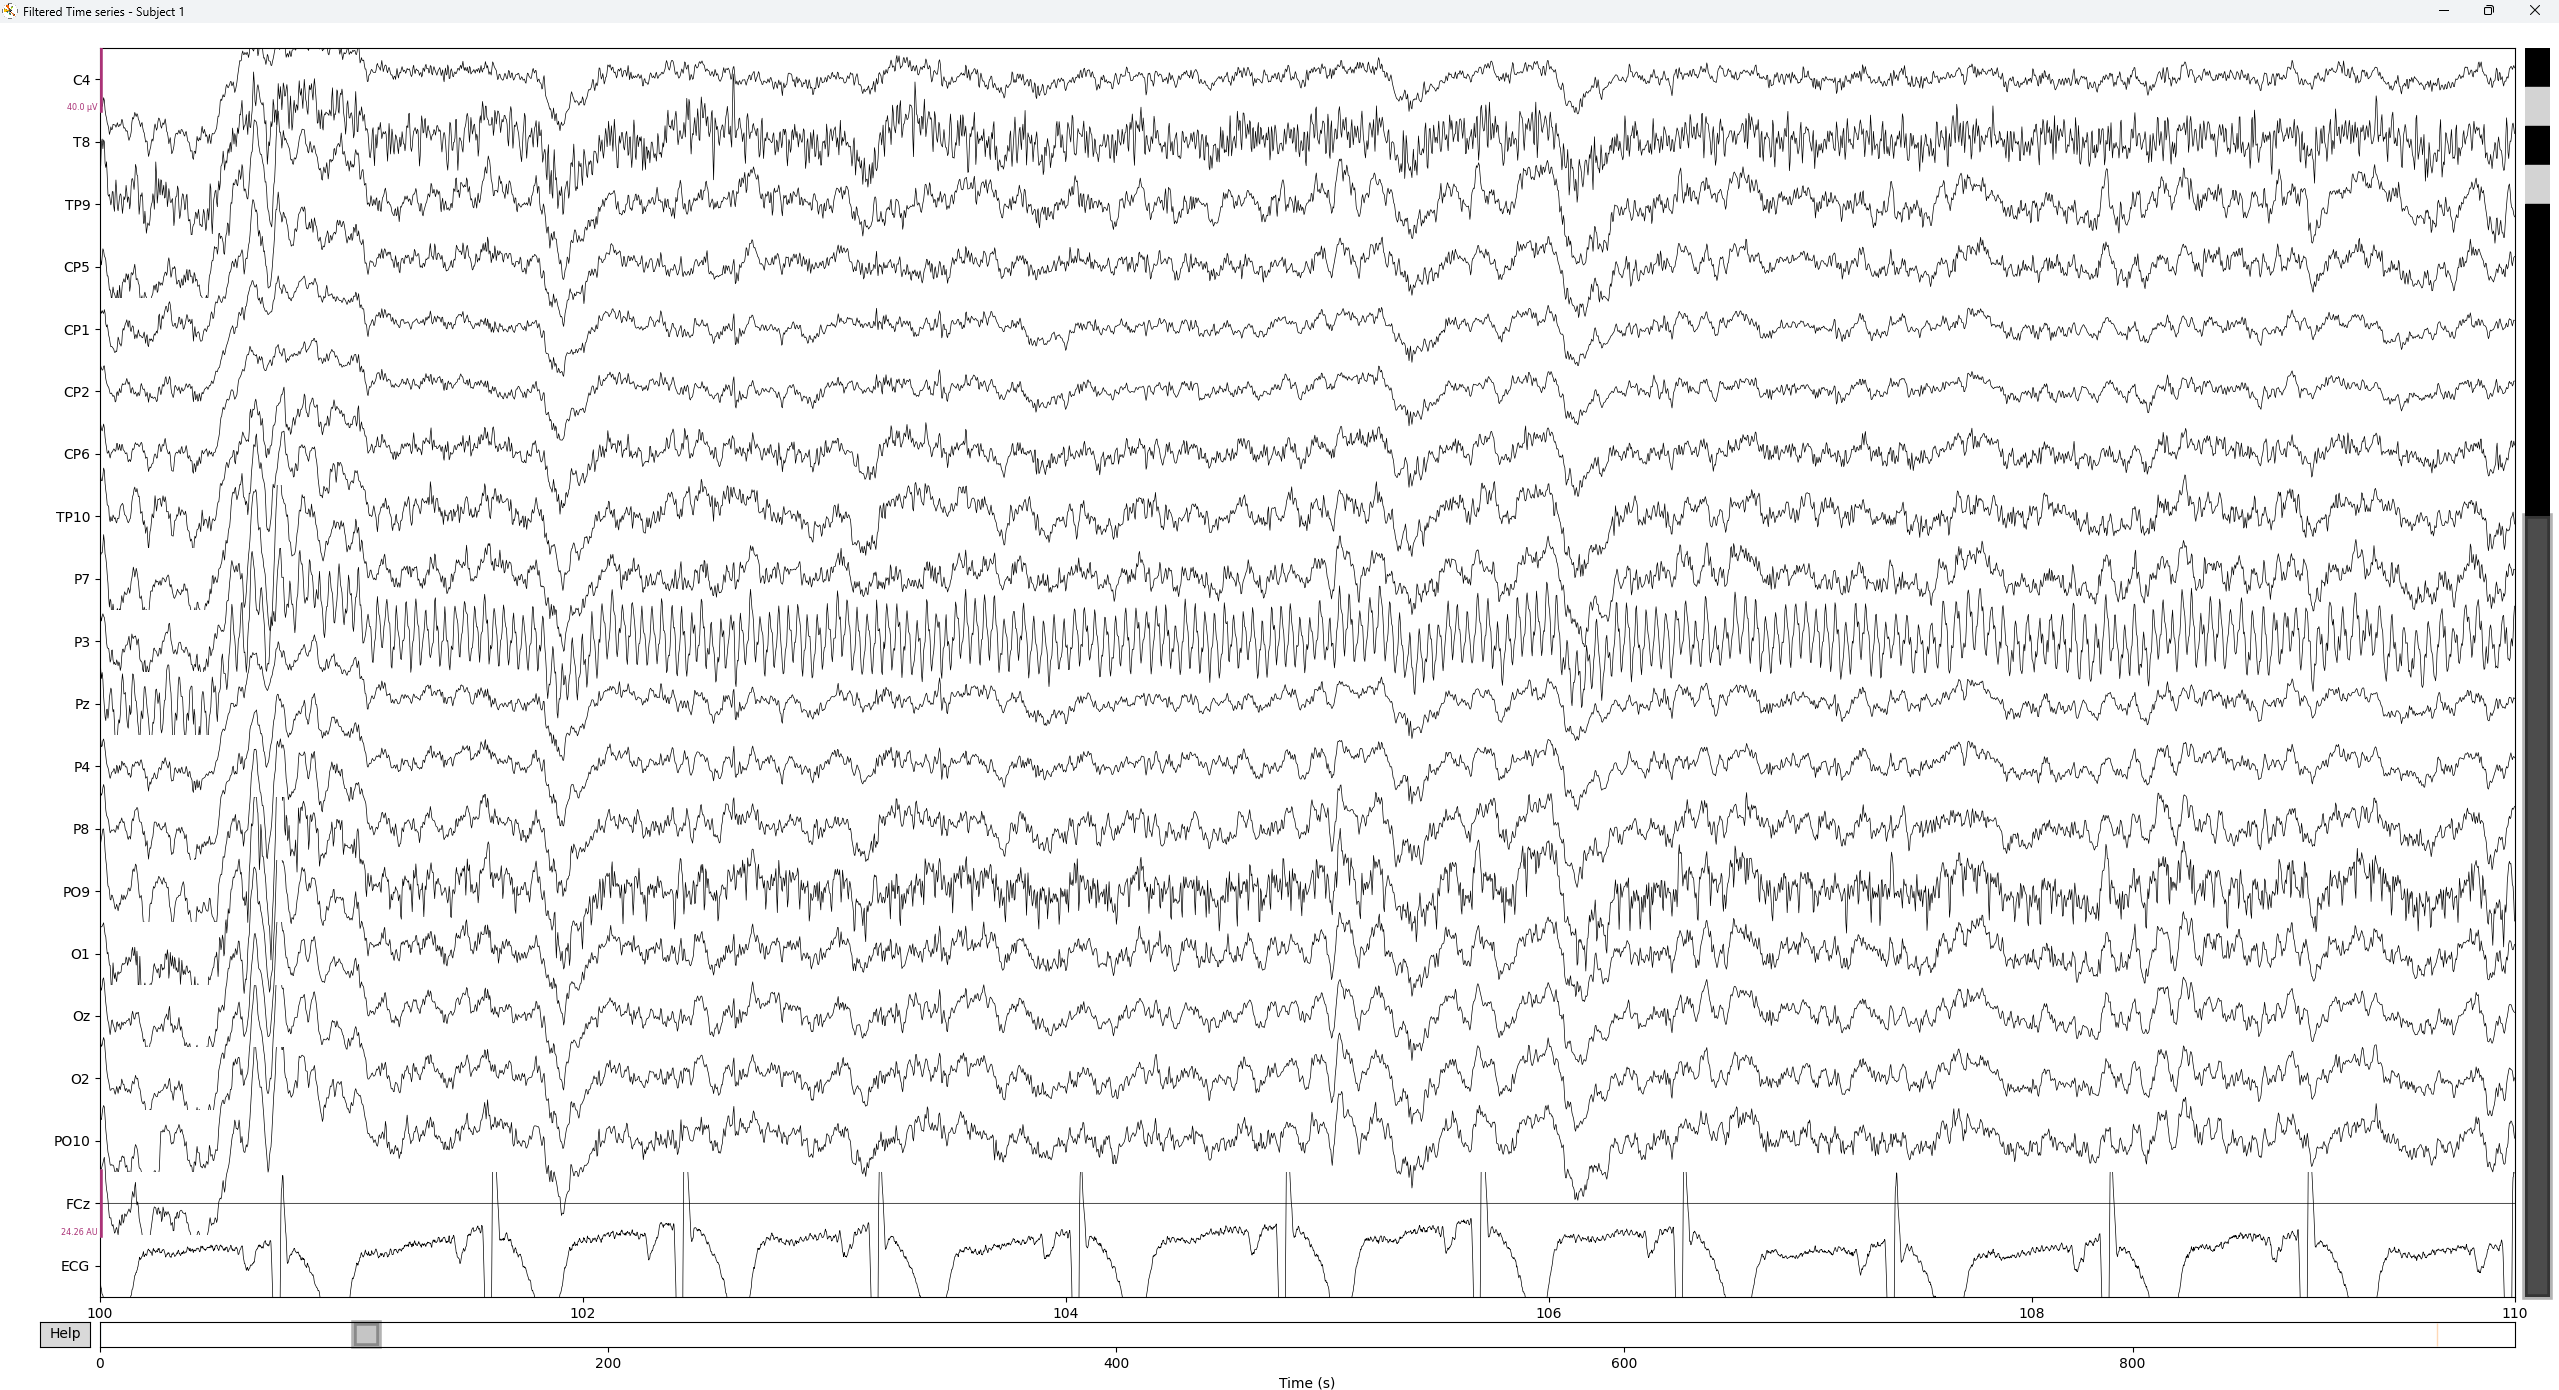 Filtered Time series - Subject 1
C4
40.0 µV
T8
TP9
CP5
CP1
CP2
CP6
TP10
P7
P3
Pz
P4
P8
PO9
O1
Oz
O2
PO10
FCz
24.26 AU
ECG
100 102 104 106 108 110
Help
0 200 400 600 800
Time (s)